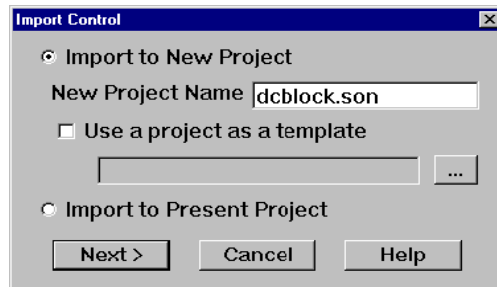 Import Control
Import to New Project
New Project Name dcblock.son
Use a project as a template
...
Import to Present Project
Next > Cancel Help